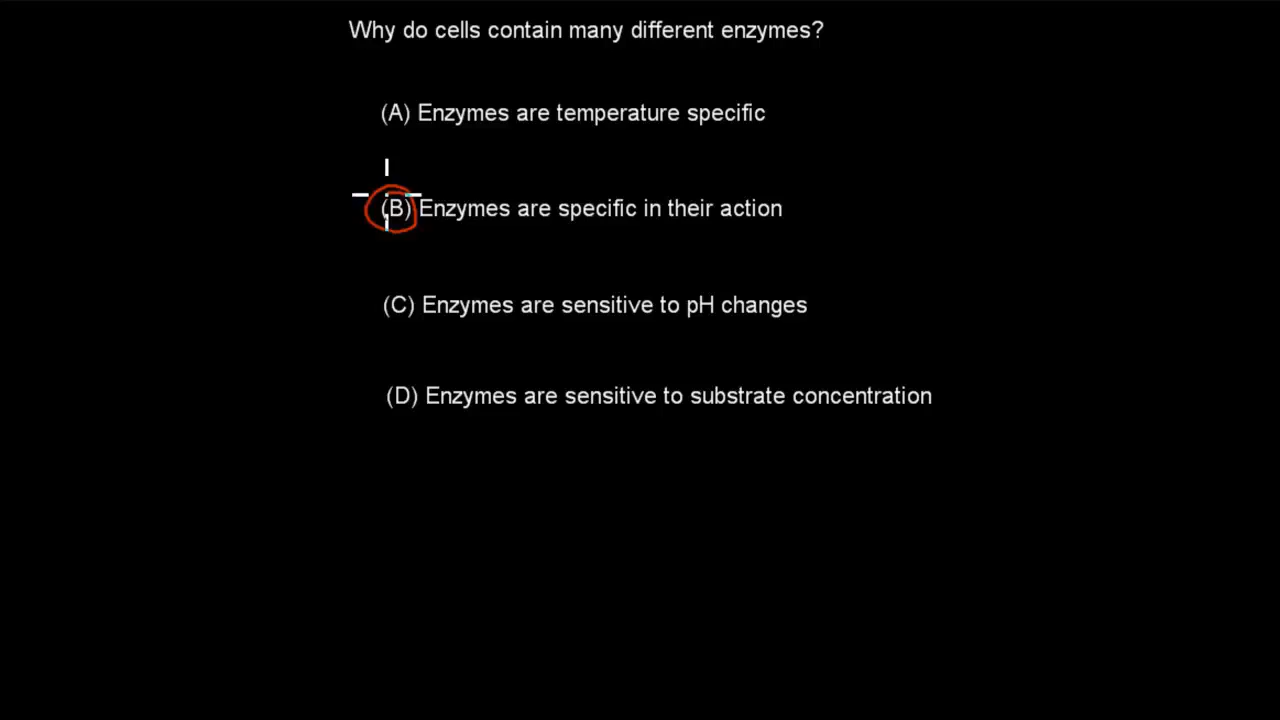 Why do cells contain many different enzymes?
(A) Enzymes are temperature specific
(B) Enzymes are specific in their action
(C) Enzymes are sensitive to pH changes
(D) Enzymes are sensitive to substrate concentration